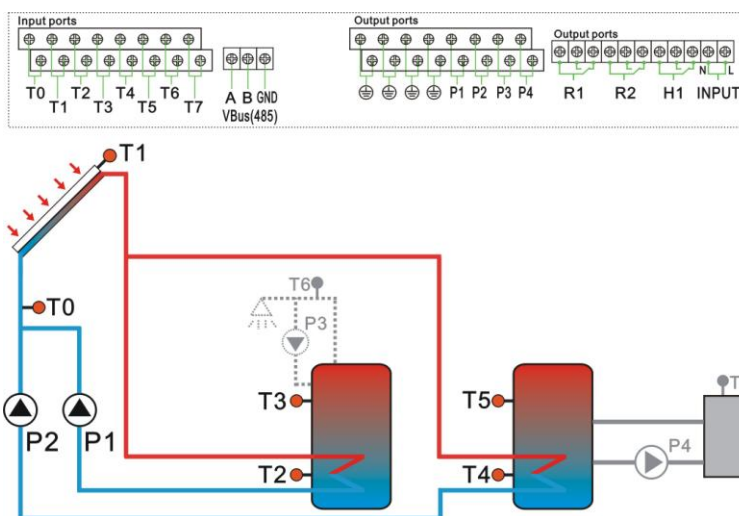 Input ports
T0 T2 T4 T6
T1 T3 T5 T7
A B GND
VBus(485)
Output ports
P1 P2 P3 P4
Output ports
N L
R1 R2 H1 INPUT
T1
T0
T6
P3
T3
T5
P2 P1
P4
T2
T4